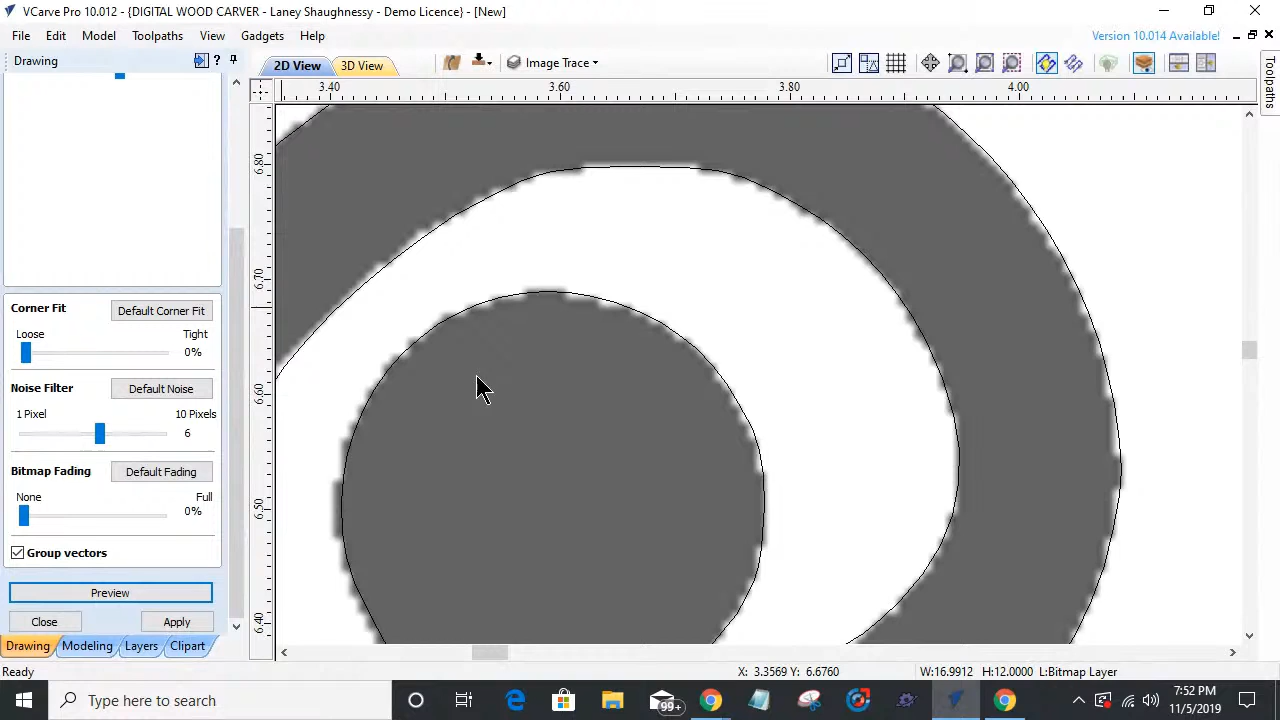 VCarve Pro 10.012 - {DIGITAL WOOD CARVER - Laney Shaughnessy - Demo Licence} - [New]
File Edit Model Toolpaths View Gadgets Help Version 10.014 Available!
Drawing ? 2D View 3D View Image Trace
3.40 3.60 3.80 4.00
Toolpaths
6.80
6.70
6.60
6.50
6.40
Corner Fit Default Corner Fit
Loose Tight
0%
Noise Filter Default Noise
1 Pixel 10 Pixels
6
Bitmap Fading Default Fading
None Full
0%
Group vectors
Preview
Close Apply
Drawing Modeling Layers Clipart
Ready X: 3.3569 Y: 6.6760 W:16.9912 H:12.0000 L:Bitmap Layer
Type here to search 99+ 7:52 PM
11/5/2019